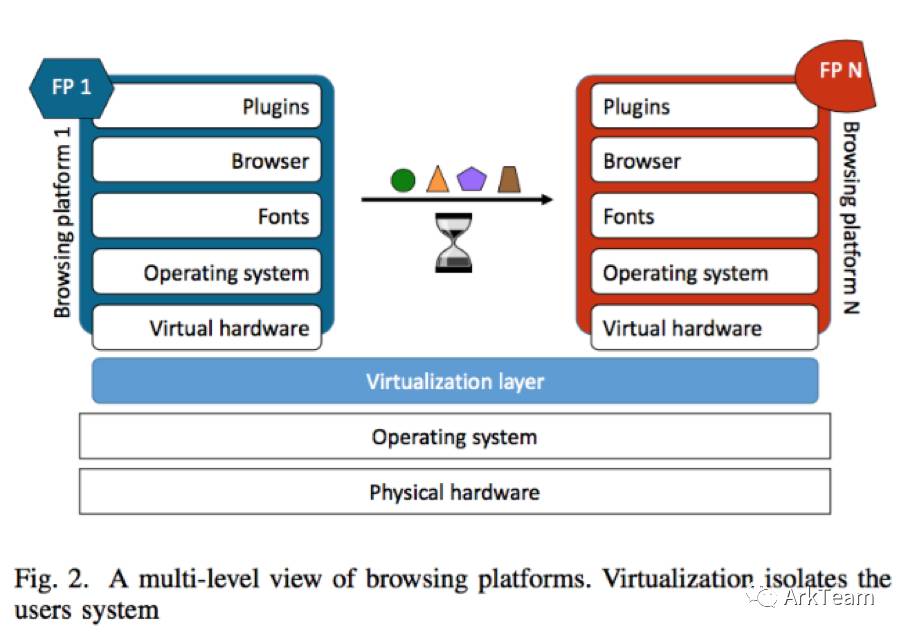 FP 1
Browsing platform 1
Plugins
Browser
Fonts
Operating system
Virtual hardware
FP N
Browsing platform N
Plugins
Browser
Fonts
Operating system
Virtual hardware
Virtualization layer
Operating system
Physical hardware
Fig. 2. A multi-level view of browsing platforms. Virtualization isolates the
users system
ArkTeam